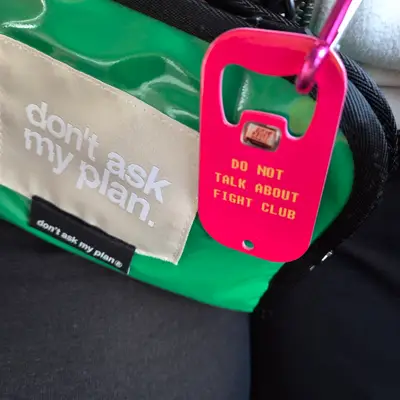 don't ask
my plan.
don't ask my plan®
DO NOT
TALK ABOUT
FIGHT CLUB